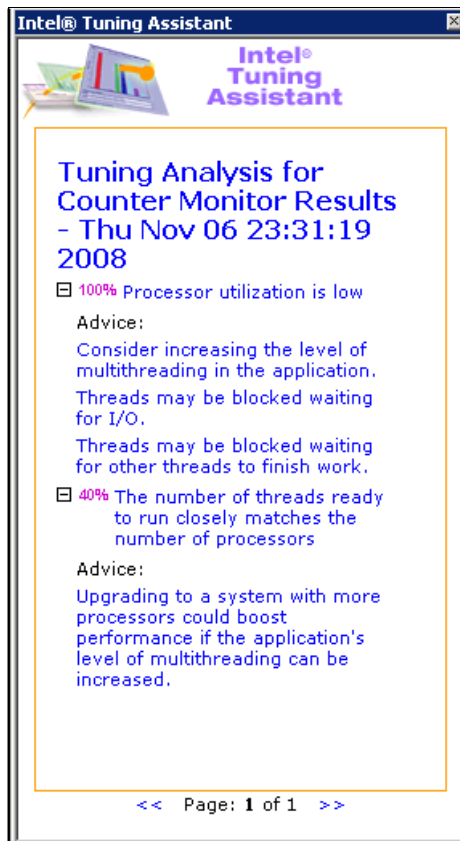 Intel® Tuning Assistant
Intel®
Tuning
Assistant
Tuning Analysis for
Counter Monitor Results
- Thu Nov 06 23:31:19
2008
100% Processor utilization is low
Advice:
Consider increasing the level of
multithreading in the application.
Threads may be blocked waiting
for I/O.
Threads may be blocked waiting
for other threads to finish work.
40% The number of threads ready
to run closely matches the
number of processors
Advice:
Upgrading to a system with more
processors could boost
performance if the application's
level of multithreading can be
increased.
<< Page: 1 of 1 >>